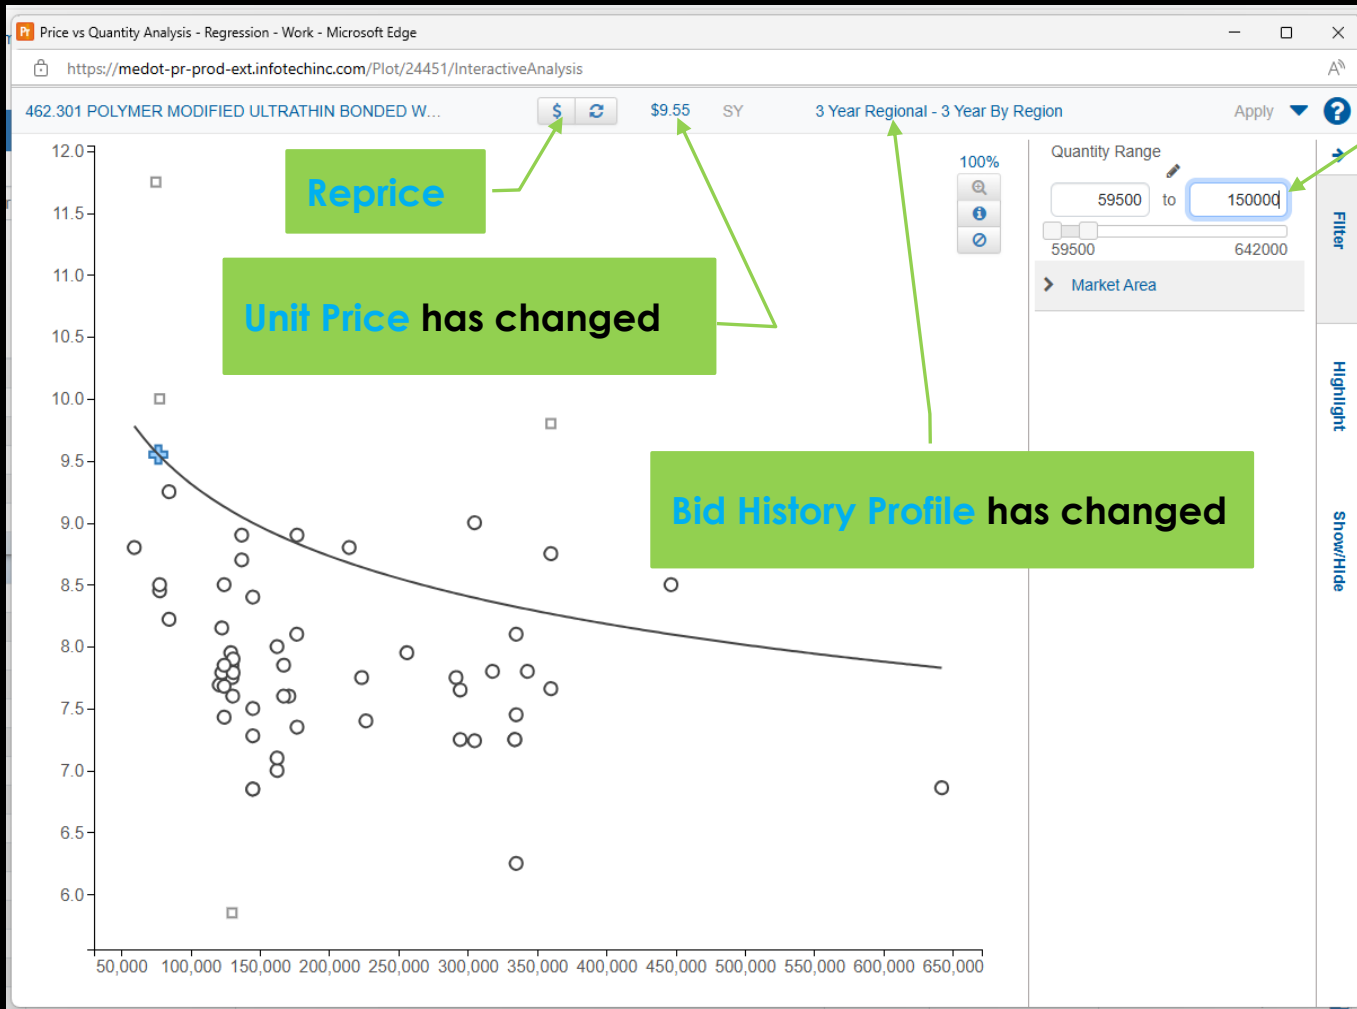 Price vs Quantity Analysis - Regression - Work - Microsoft Edge
https://medot-pr-prod-ext.infotechinc.com/Plot/24451/InteractiveAnalysis
462.301 POLYMER MODIFIED ULTRATHIN BONDED W... $ $9.55 SY 3 Year Regional - 3 Year By Region Apply ?
12.0
11.5
11.0
10.5
10.0
9.5
9.0
8.5
8.0
7.5
7.0
6.5
6.0
50,000 100,000 150,000 200,000 250,000 300,000 350,000 400,000 450,000 500,000 550,000 600,000 650,000
Reprice
Unit Price has changed
Bid History Profile has changed
100%
Quantity Range
59500 to 150000
59500 642000
Market Area
Filter
Highlight
Show/Hide